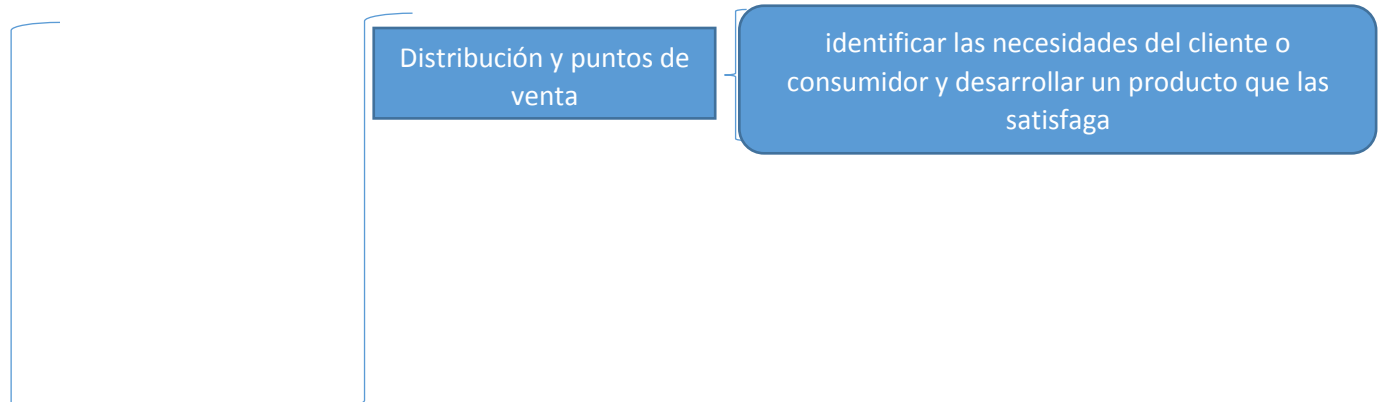 Distribución y puntos de
venta
identificar las necesidades del cliente o
consumidor y desarrollar un producto que las
satisfaga